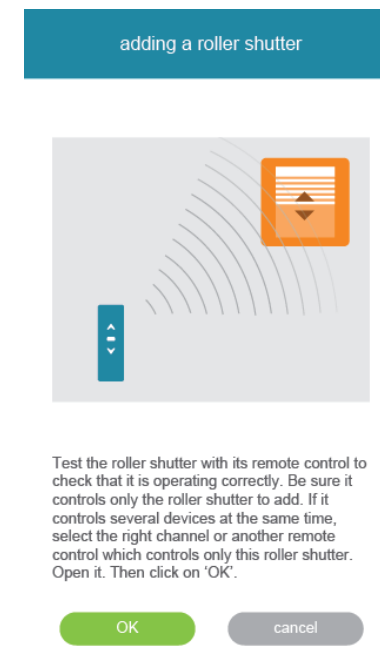 adding a roller shutter
Test the roller shutter with its remote control to
check that it is operating correctly. Be sure it
controls only the roller shutter to add. If it
controls several devices at the same time,
select the right channel or another remote
control which controls only this roller shutter.
Open it. Then click on ‘OK’.
OK
cancel